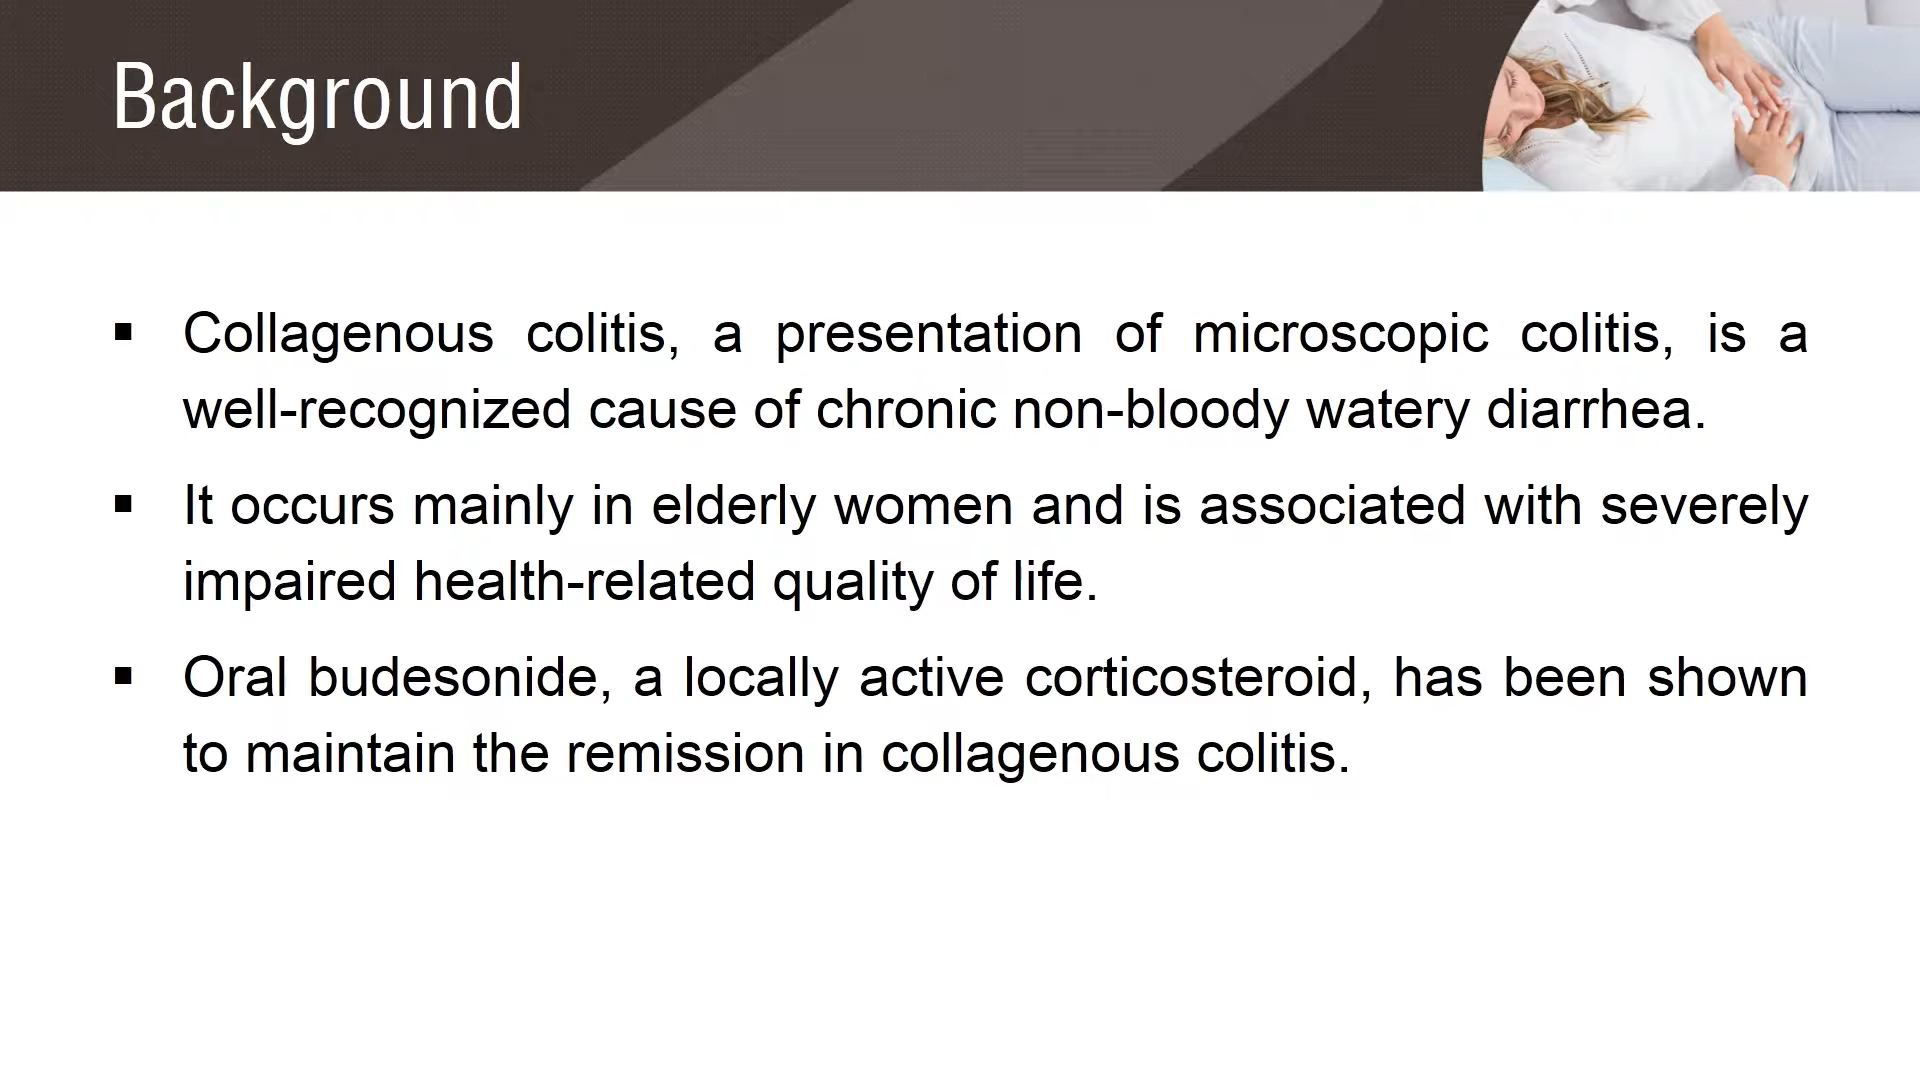 Background
▪ Collagenous colitis, a presentation of microscopic colitis, is a
well-recognized cause of chronic non-bloody watery diarrhea.
▪ It occurs mainly in elderly women and is associated with severely
impaired health-related quality of life.
▪ Oral budesonide, a locally active corticosteroid, has been shown
to maintain the remission in collagenous colitis.